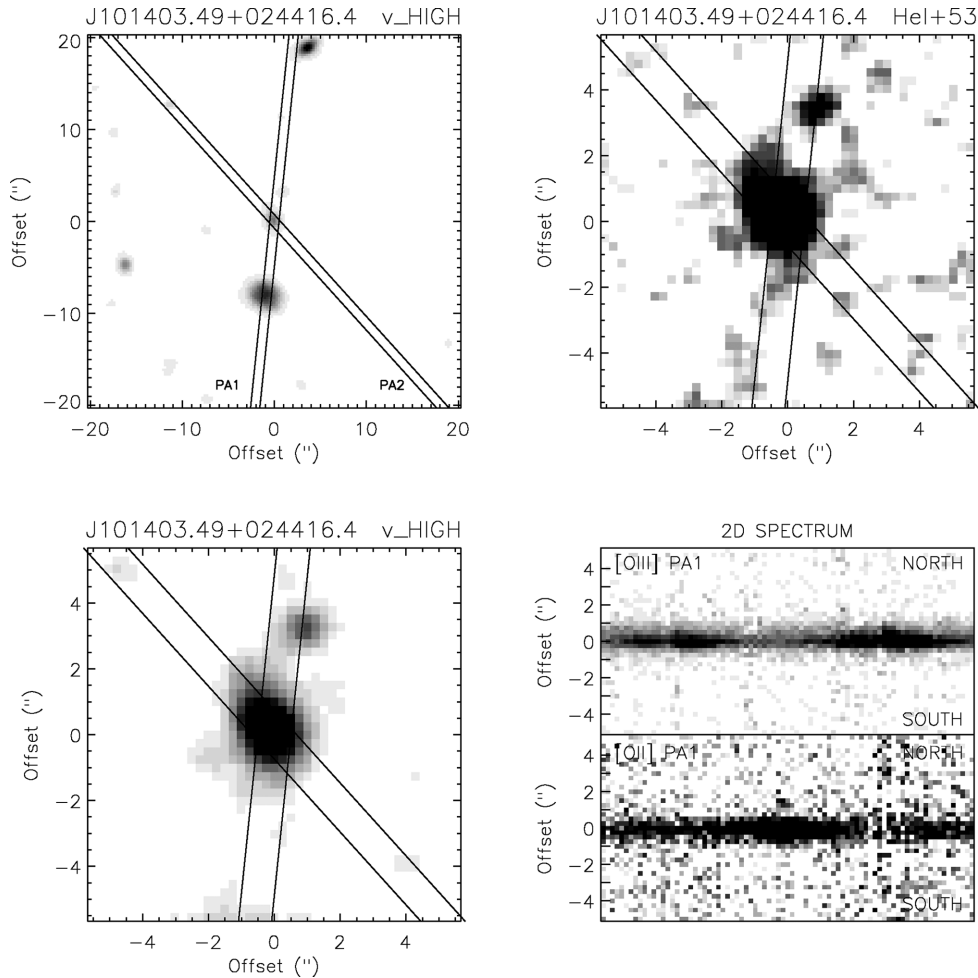 J101403.49+024416.4 v_HIGH
20
10
0
-10
-20
Offset (")
PA1
PA2
-20 -10 0 10 20
Offset (")
J101403.49+024416.4 HeI+53
4
2
0
-2
-4
Offset (")
-4 -2 0 2 4
Offset (")
J101403.49+024416.4 v_HIGH
4
2
0
-2
-4
Offset (")
-4 -2 0 2 4
Offset (")
2D SPECTRUM
[OIII] PA1 NORTH
4
2
0
-2
-4
Offset (")
SOUTH
[OII] PA1 NORTH
4
2
0
-2
-4
Offset (")
SOUTH